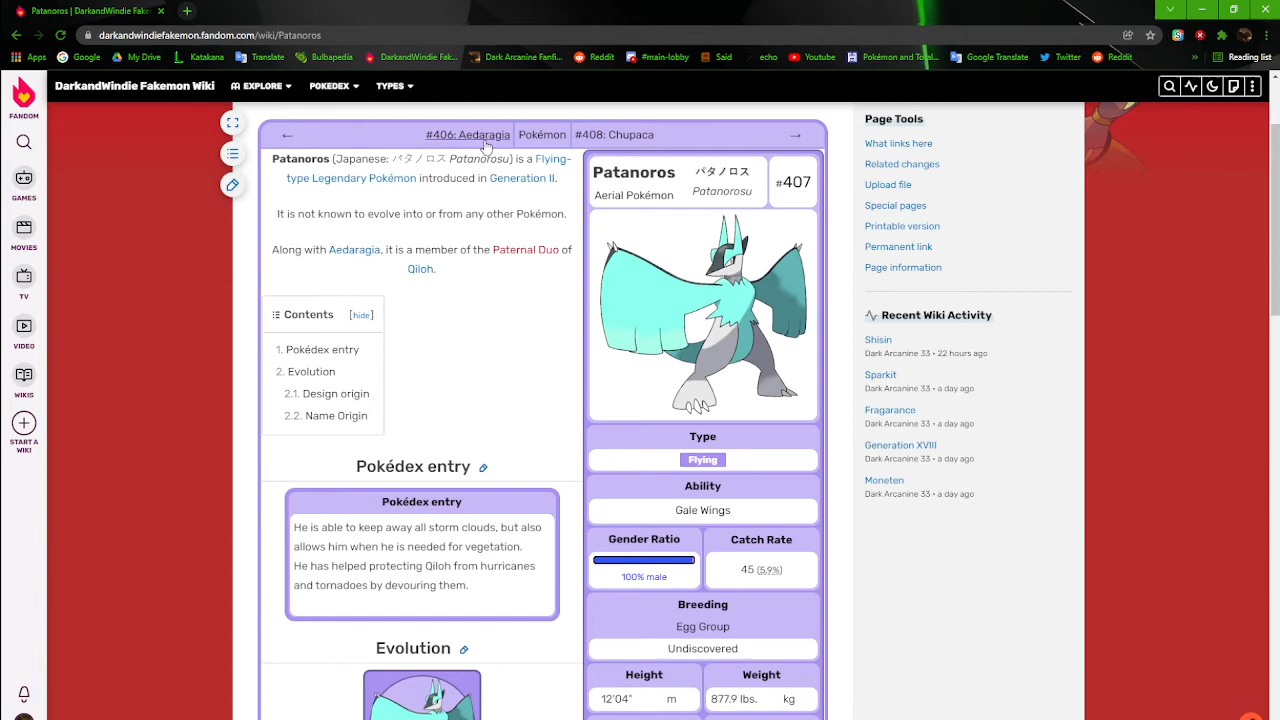 Patanoros | DarkandWindie Fakem
darkandwindiefakemon.fandom.com/wiki/Patanoros
Apps Google My Drive Katakana Translate Bulbapedia DarkandWindie Fak... Dark Arcanine Fanfi... Reddit #main-lobby Said echo Youtube Pokémon and Total... Google Translate Twitter Reddit » Reading list
FANDOM
GAMES
MOVIES
TV
VIDEO
WIKIS
START A
WIKI
DarkandWindie Fakemon Wiki EXPLORE POKEDEX TYPES
← #406: Aedaragia Pokémon #408: Chupaca →
Patanoros (Japanese: パタノロス Patanorosu) is a Flying-
type Legendary Pokémon introduced in Generation II.
It is not known to evolve into or from any other Pokémon.
Along with Aedaragia, it is a member of the Paternal Duo of
Qiloh.
Contents [hide]
1. Pokédex entry
2. Evolution
2.1. Design origin
2.2. Name Origin
Pokédex entry
Pokédex entry
He is able to keep away all storm clouds, but also
allows him when he is needed for vegetation.
He has helped protecting Qiloh from hurricanes
and tornadoes by devouring them.
Evolution
Patanoros
Aerial Pokémon
パタノロス
Patanorosu
#407
Type
Flying
Ability
Gale Wings
Gender Ratio
100% male
Catch Rate
45 (5.9%)
Breeding
Egg Group
Undiscovered
Height
12'04" m
Weight
877.9 lbs. kg
Page Tools
What links here
Related changes
Upload file
Special pages
Printable version
Permanent link
Page information
Recent Wiki Activity
Shisin
Dark Arcanine 33 • 22 hours ago
Sparkit
Dark Arcanine 33 • a day ago
Fragarance
Dark Arcanine 33 • a day ago
Generation XVIII
Dark Arcanine 33 • a day ago
Moneten
Dark Arcanine 33 • a day ago